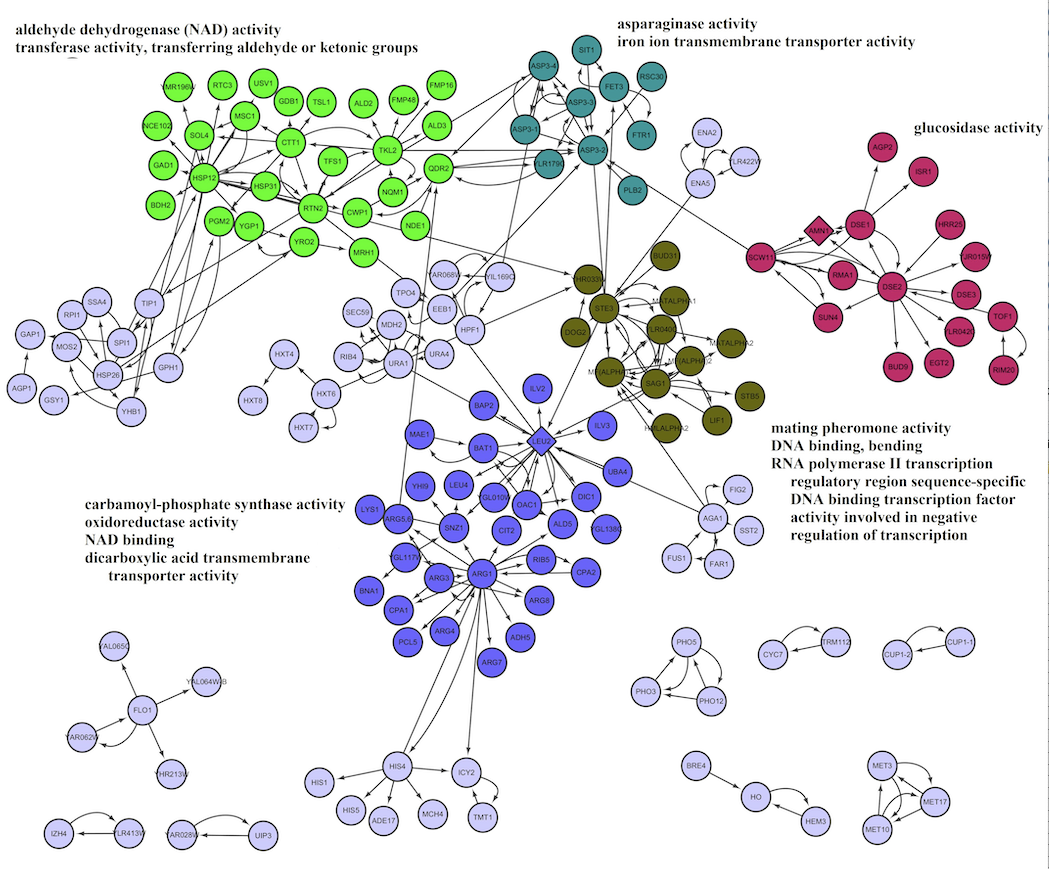 aldehyde dehydrogenase (NAD) activity
transferase activity, transferring aldehyde or ketonic groups
asparaginase activity
iron ion transmembrane transporter activity
glucosidase activity
YMR196W
RTC3
USV1
GDB1
TSL1
ALD2
FMP48
FMP16
NCE102
SOL4
MSC1
CTT1
TKL2
ALD3
GAD1
HSP12
HSP31
TFS1
QDR2
NQM1
BDH2
PGM2
YGP1
RTN2
CWP1
NDE1
YRO2
MRH1
ASP3-4
SIT1
FET3
RSC30
ASP3-3
ASP3-1
FTR1
ASP3-2
PLB2
ENA2
YLR422W
ENA5
AGP2
ISR1
AMN1
DSE1
HRR25
SCW11
RMA1
DSE2
YJR015W
DSE3
SUN4
TOF1
YLR042C
BUD9
EGT2
RIM20
SSA4
TIP1
RPI1
GAP1
MOS2
SPI1
HSP26
GPH1
AGP1
GSY1
YHB1
YAR068W
YIL169C
TPO4
SEC59
EEB1
MDH2
HPF1
RIB4
URA1
URA4
HXT4
HXT8
HXT6
HXT7
BUD31
YHR033W
STE3
MATALPHA1
DOG2
YLR040C
MATALPHA2
MF(ALPHA)2
MF(ALPHA)1
SAG1
STB5
LIF1
HMLALPHA2
mating pheromone activity
DNA binding, bending
RNA polymerase II transcription
regulatory region sequence-specific
DNA binding transcription factor
activity involved in negative
regulation of transcription
ILV2
BAP2
ILV3
MAE1
BAT1
LEU2
UBA4
YHI9
LEU4
YGL010W
OAC1
DIC1
LYS1
ARG5,6
SNZ1
CIT2
ALD5
YGL138C
YGL117W
ARG3
ARG1
RIB5
CPA2
BNA1
CPA1
ARG8
PCL5
ARG4
ADH5
ARG7
carbamoyl-phosphate synthase activity
oxidoreductase activity
NAD binding
dicarboxylic acid transmembrane
transporter activity
FIG2
AGA1
SST2
FUS1
FAR1
YAL065C
YAL064W-B
FLO1
YAR062W
YHR213W
IZH4
YLR413W
YAR028W
UIP3
HIS4
HIS1
ICY2
HIS5
ADE17
MCH4
TMT1
PHO5
PHO3
PHO12
CYC7
TRM112
CUP1-2
CUP1-1
BRE4
HO
HEM3
MET3
MET17
MET10